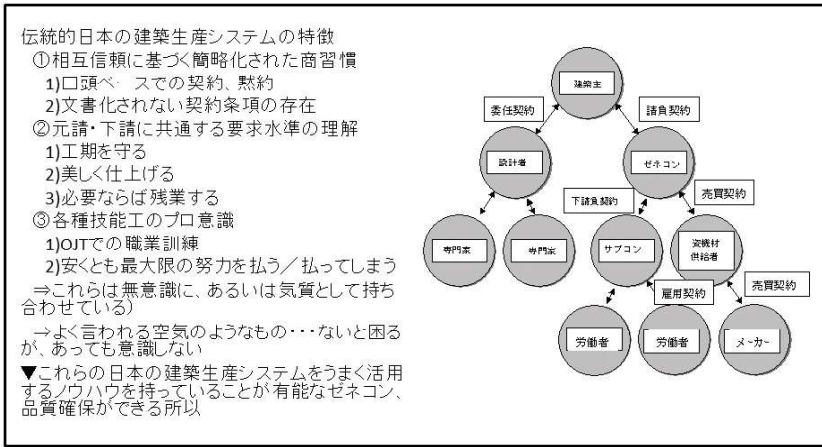 伝統的日本の建築生産システムの特徴
①相互信頼に基づく簡略化された商習慣
1)口頭ベースでの契約、黙約
2)文書化されない契約条項の存在
②元請・下請に共通する要求水準の理解
1)工期を守る
2)美しく仕上げる
3)必要ならば残業する
③各種技能工のプロ意識
1)OJTでの職業訓練
2)安くとも最大限の努力を払う／払ってしまう
⇒これらは無意識に、あるいは気質として持ち
合わせている）
→よく言われる空気のようなもの・・・ないと困る
が、あっても意識しない
▼これらの日本の建築生産システムをうまく活用
するノウハウを持っていることが有能なゼネコン、
品質確保ができる所以
建築主
委任契約
請負契約
設計者
ゼネコン
下請負契約
売買契約
専門家
専門家
サブコン
資機材
供給者
雇用契約
売買契約
労働者
労働者
メーカー